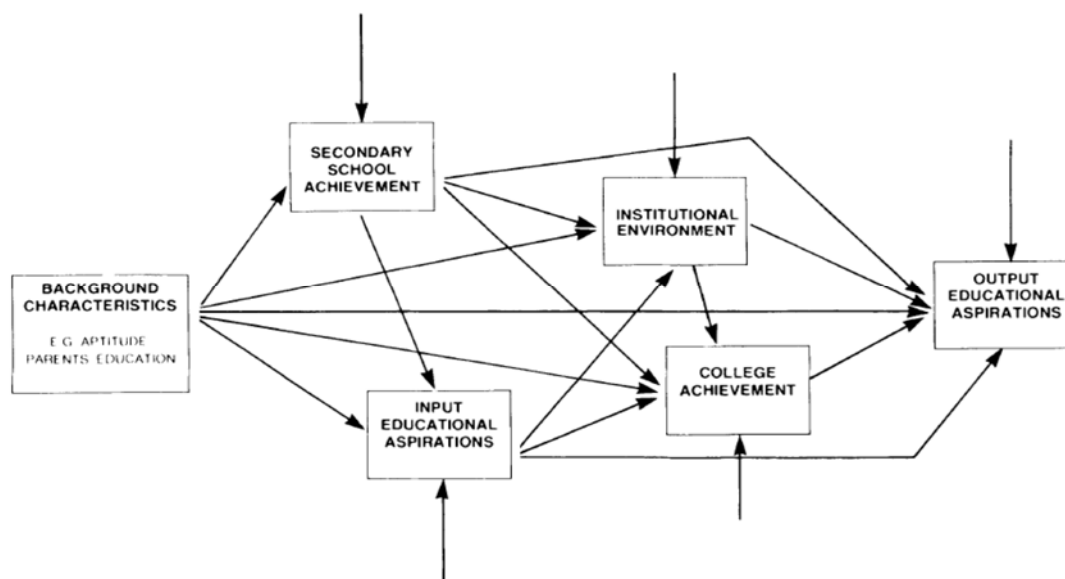 SECONDARY
SCHOOL
ACHIEVEMENT
INSTITUTIONAL
ENVIRONMENT
BACKGROUND
CHARACTERISTICS
E.G. APTITUDE
PARENTS EDUCATION
OUTPUT
EDUCATIONAL
ASPIRATIONS
COLLEGE
ACHIEVEMENT
INPUT
EDUCATIONAL
ASPIRATIONS